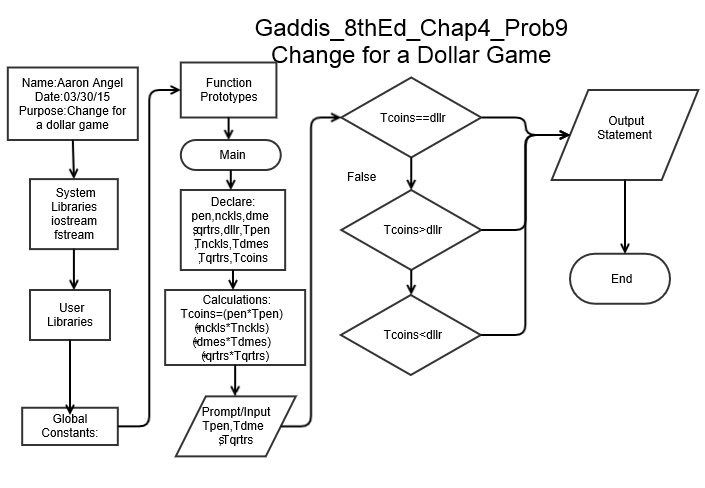 Gaddis_8thEd_Chap4_Prob9
Change for a Dollar Game
Name:Aaron Angel
Date:03/30/15
Purpose:Change for
a dollar game
System
Libraries
iostream
fstream
User
Libraries
Global
Constants:
Function
Prototypes
Main
Declare:
pen,nckls,dme
s,qrtrs,dllr,Tpen
,Tnckls,Tdmes
,Tqrtrs,Tcoins
Calculations:
Tcoins=(pen*Tpen)
+(nckls*Tnckls)
+(dmes*Tdmes)
+(qrtrs*Tqrtrs)
Prompt/Input
Tpen,Tdme
s,Tqrtrs
Tcoins==dllr
False
Tcoins>dllr
Tcoins<dllr
Output
Statement
End